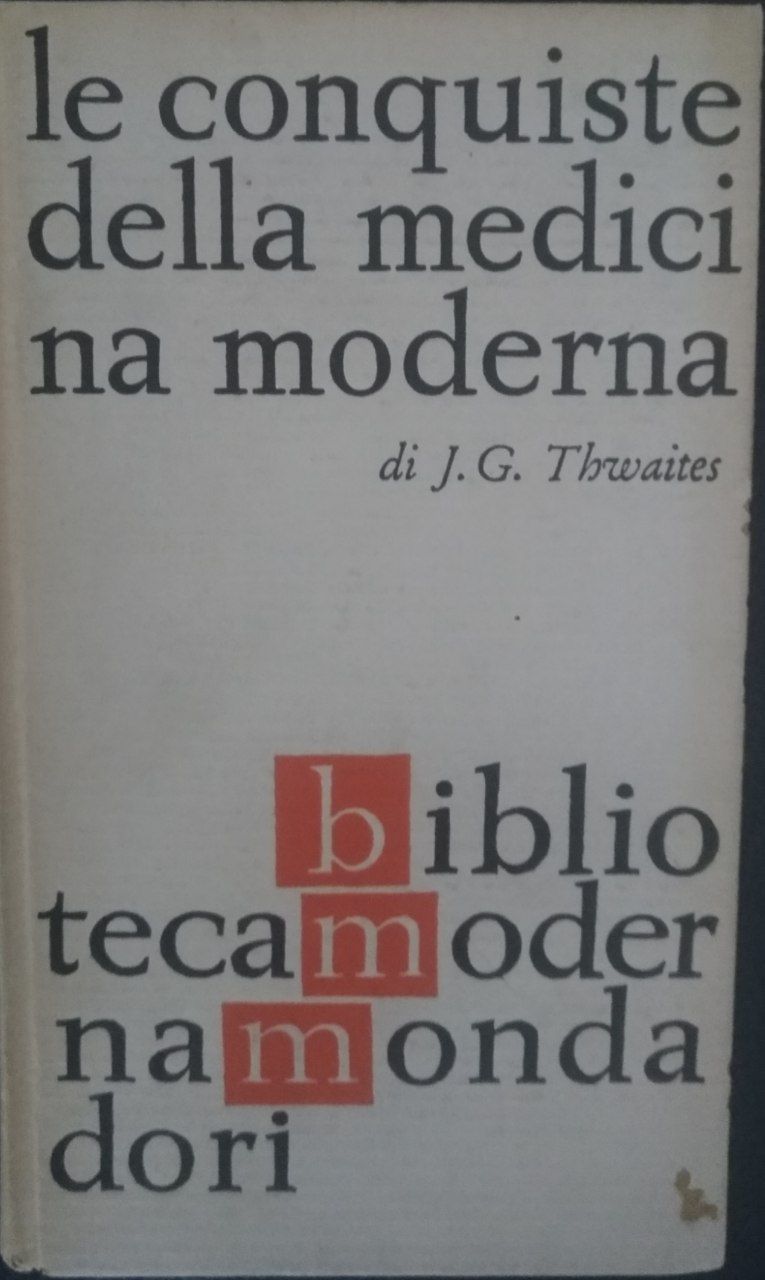 le conquiste
della medici
na moderna
di J. G. Thwaites
biblio
tecamoder
namonda
dori